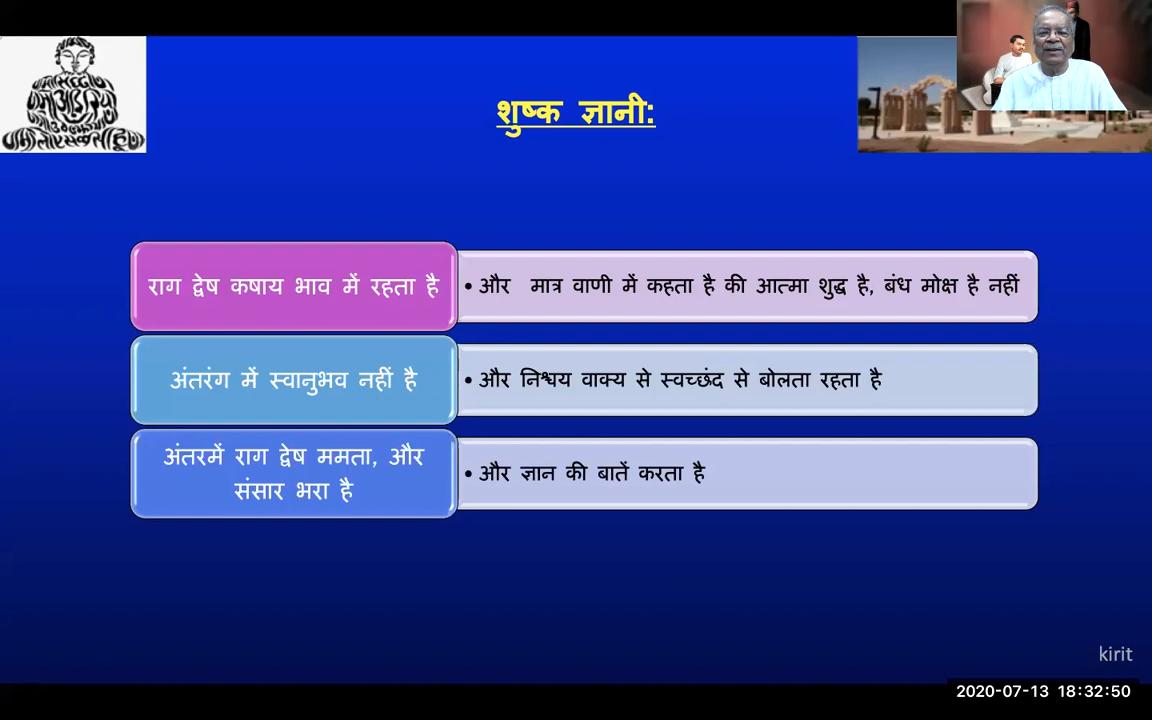 शुष्क ज्ञानी:
राग द्वेष कषाय भाव में रहता है
• और मात्र वाणी में कहता है की आत्मा शुद्ध है, बंध मोक्ष है नहीं
अंतरंग में स्वानुभव नहीं है
• और निश्चय वाक्य से स्वच्छंद से बोलता रहता है
अंतरमें राग द्वेष ममता, और
संसार भरा है
• और ज्ञान की बातें करता है
kirit
2020-07-13 18:32:50